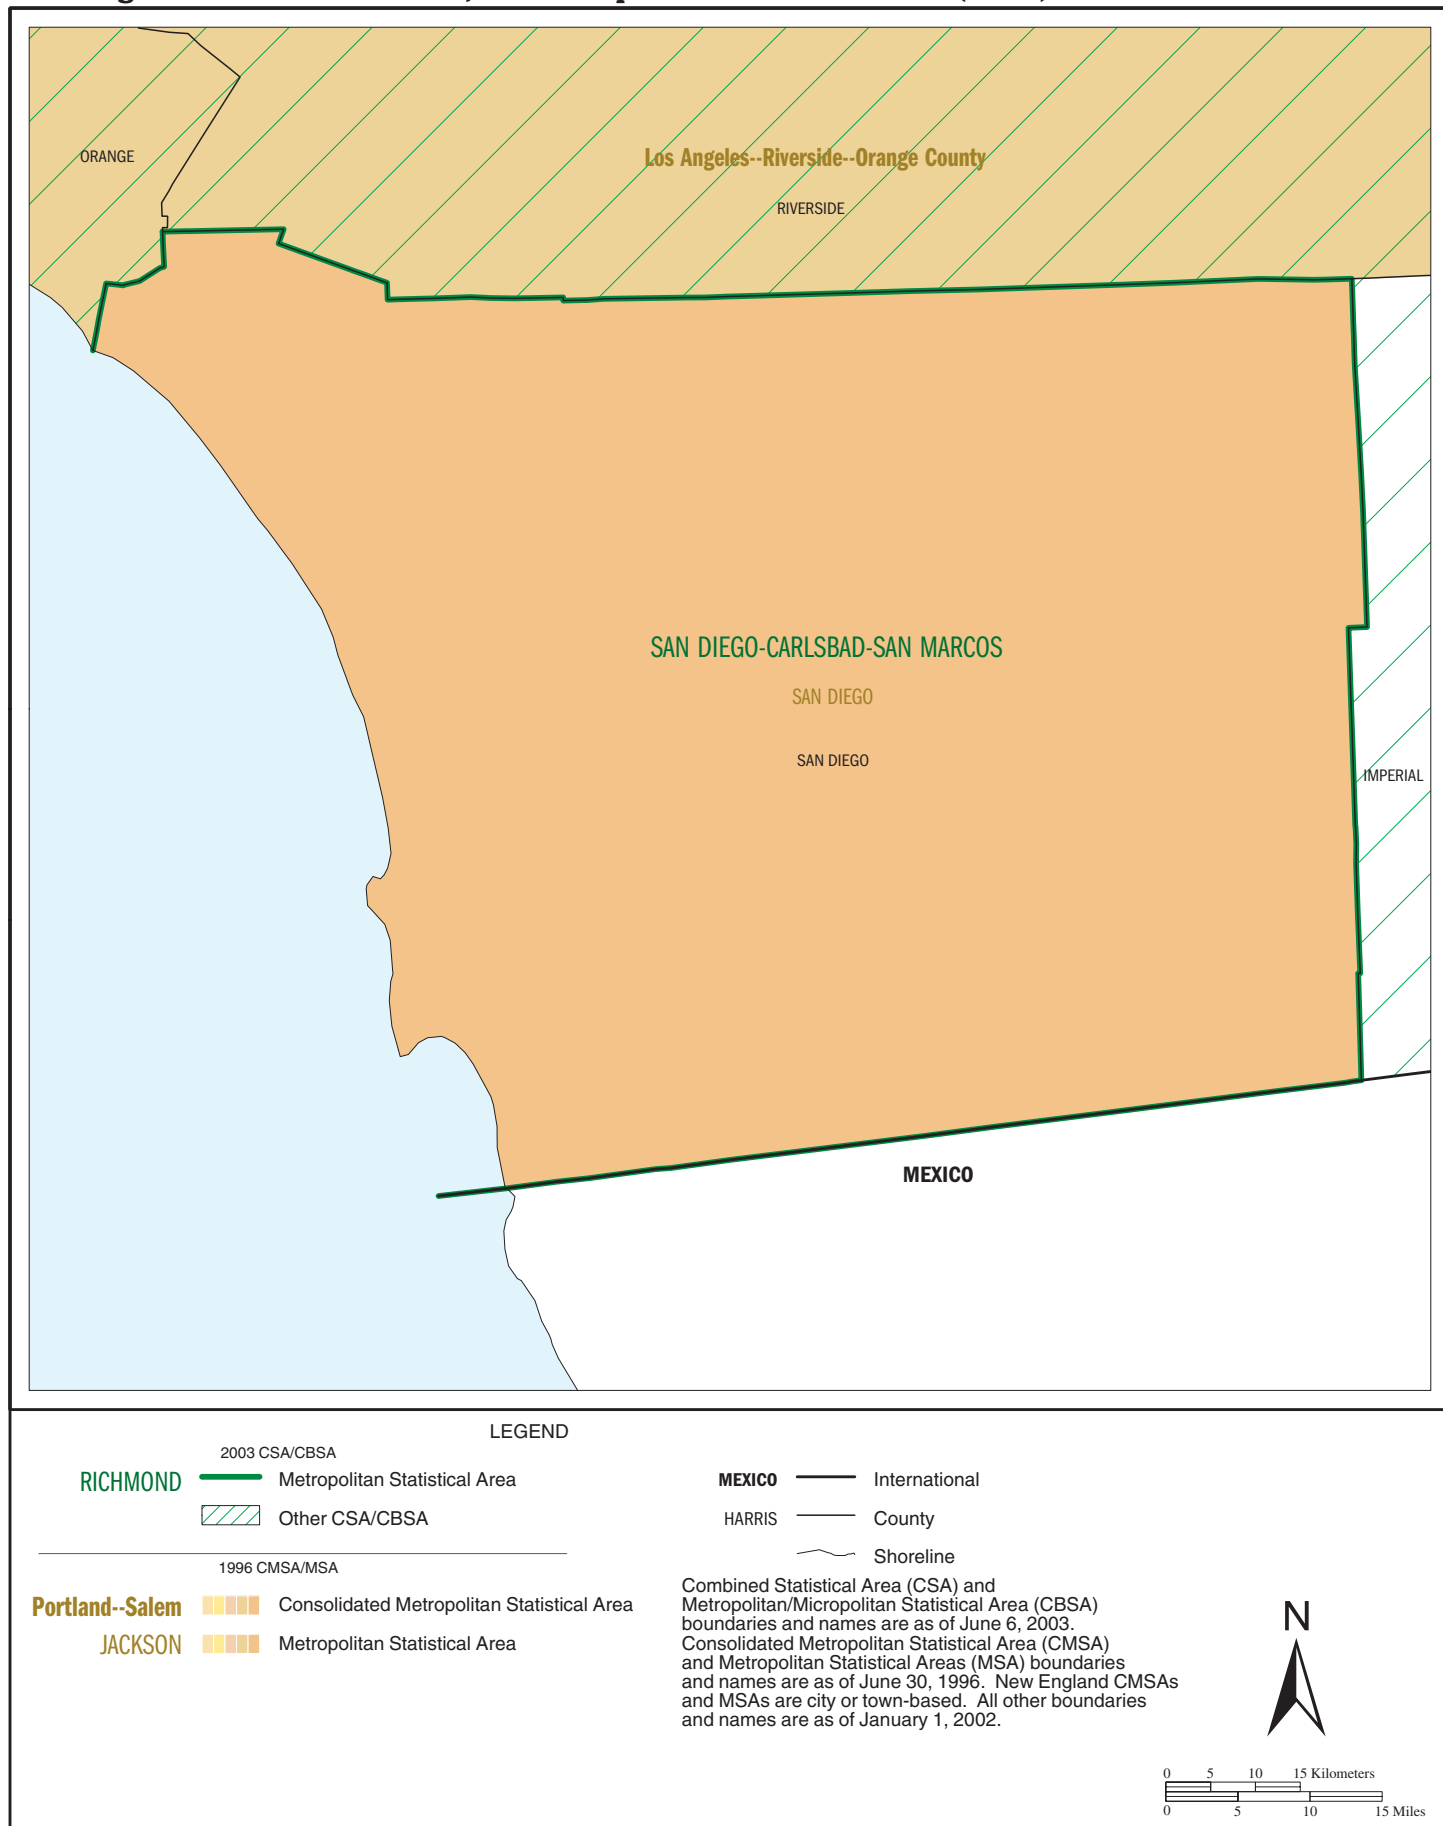 ORANGE
Los Angeles--Riverside--Orange County
RIVERSIDE
SAN DIEGO-CARLSBAD-SAN MARCOS
SAN DIEGO
SAN DIEGO
IMPERIAL
MEXICO
LEGEND
2003 CSA/CBSA
RICHMOND Metropolitan Statistical Area
Other CSA/CBSA
1996 CMSA/MSA
Portland--Salem Consolidated Metropolitan Statistical Area
JACKSON Metropolitan Statistical Area
MEXICO International
HARRIS County
Shoreline
Combined Statistical Area (CSA) and
Metropolitan/Micropolitan Statistical Area (CBSA)
boundaries and names are as of June 6, 2003.
Consolidated Metropolitan Statistical Area (CMSA)
and Metropolitan Statistical Areas (MSA) boundaries
and names are as of June 30, 1996. New England CMSAs
and MSAs are city or town-based. All other boundaries
and names are as of January 1, 2002.
N
0 5 10 15 Kilometers
0 5 10 15 Miles